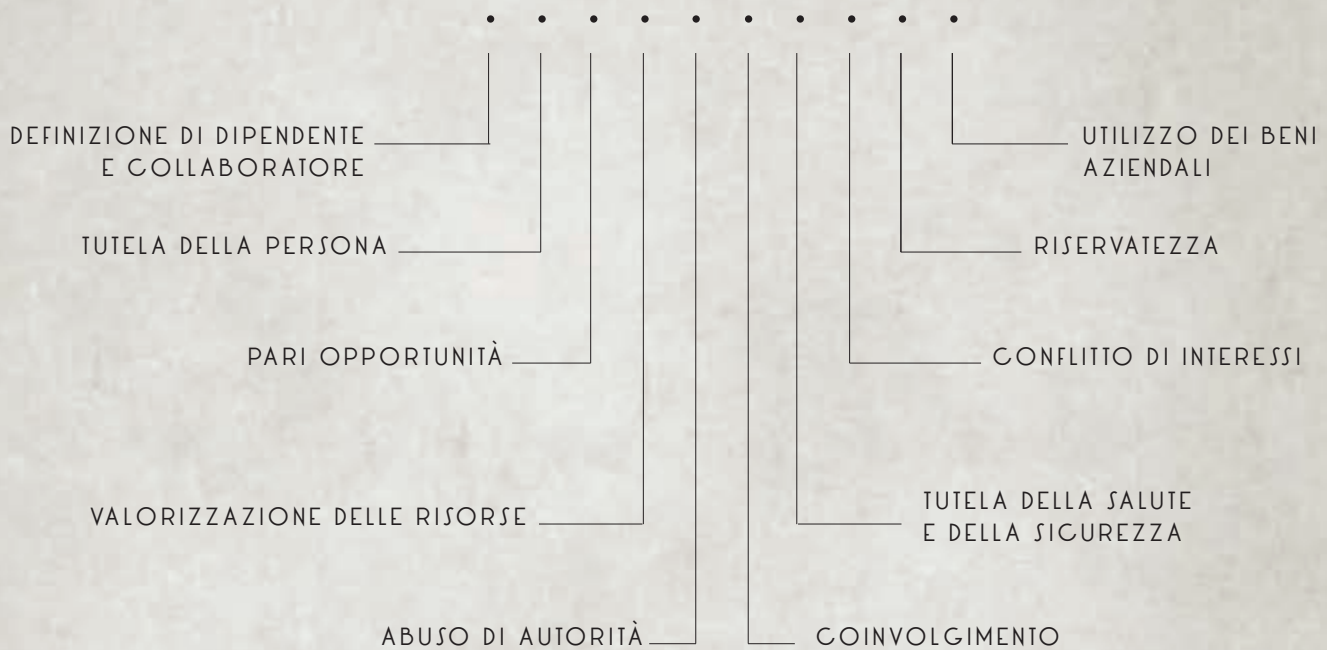 DEFINIZIONE DI DIPENDENTE
E COLLABORATORE
UTILIZZO DEI BENI
AZIENDALI
TUTELA DELLA PERSONA
RISERVATEZZA
PARI OPPORTUNITÀ
CONFLITTO DI INTERESSI
VALORIZZAZIONE DELLE RISORSE
TUTELA DELLA SALUTE
E DELLA SICUREZZA
ABUSO DI AUTORITÀ
COINVOLGIMENTO